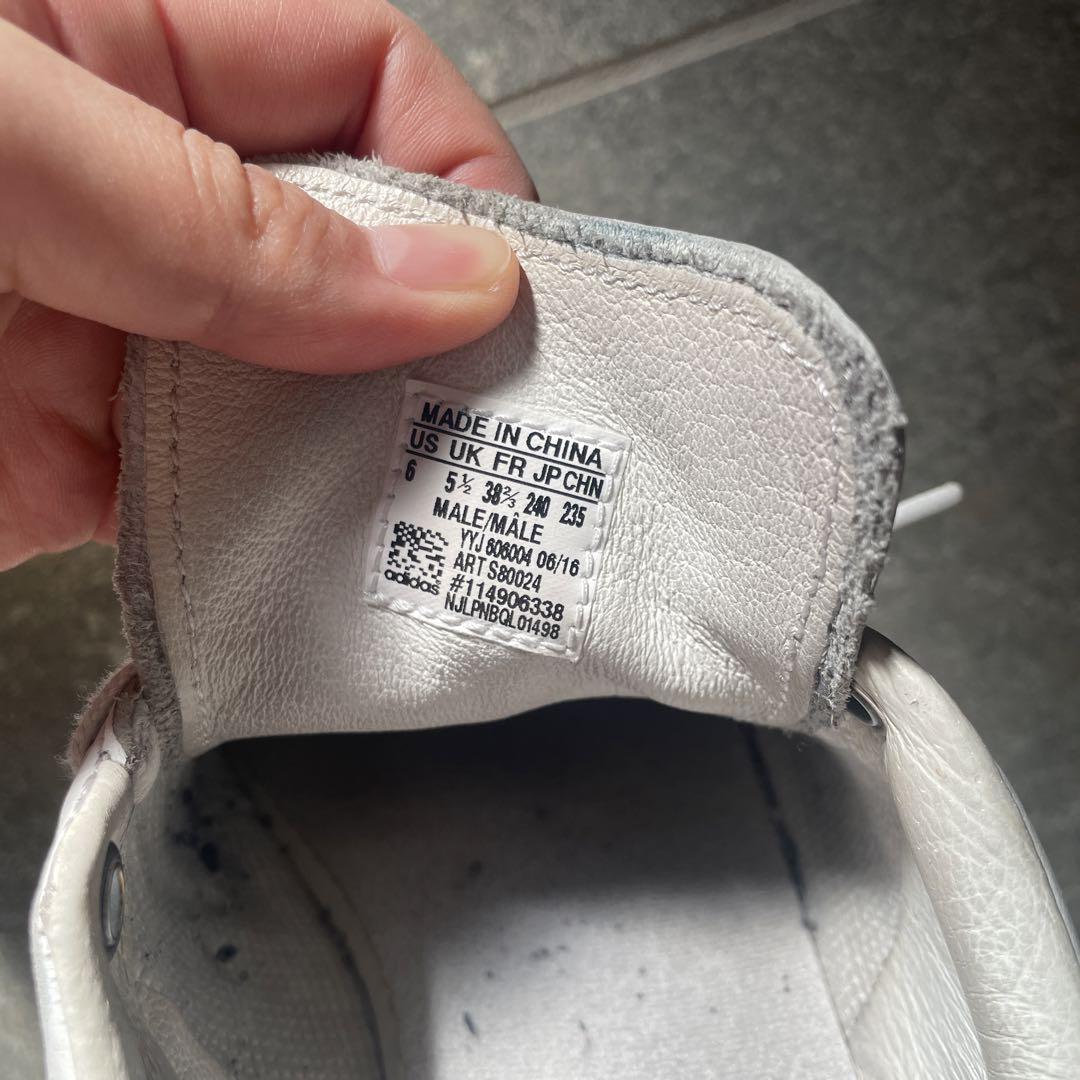 MADE IN CHINA
US UK FR JP CHN
6 5½ 38⅔ 240 235
MALE/MÂLE
YYJ 606004 06/16
ART S80024
#114906338
NJLPNBQL01498
adidas